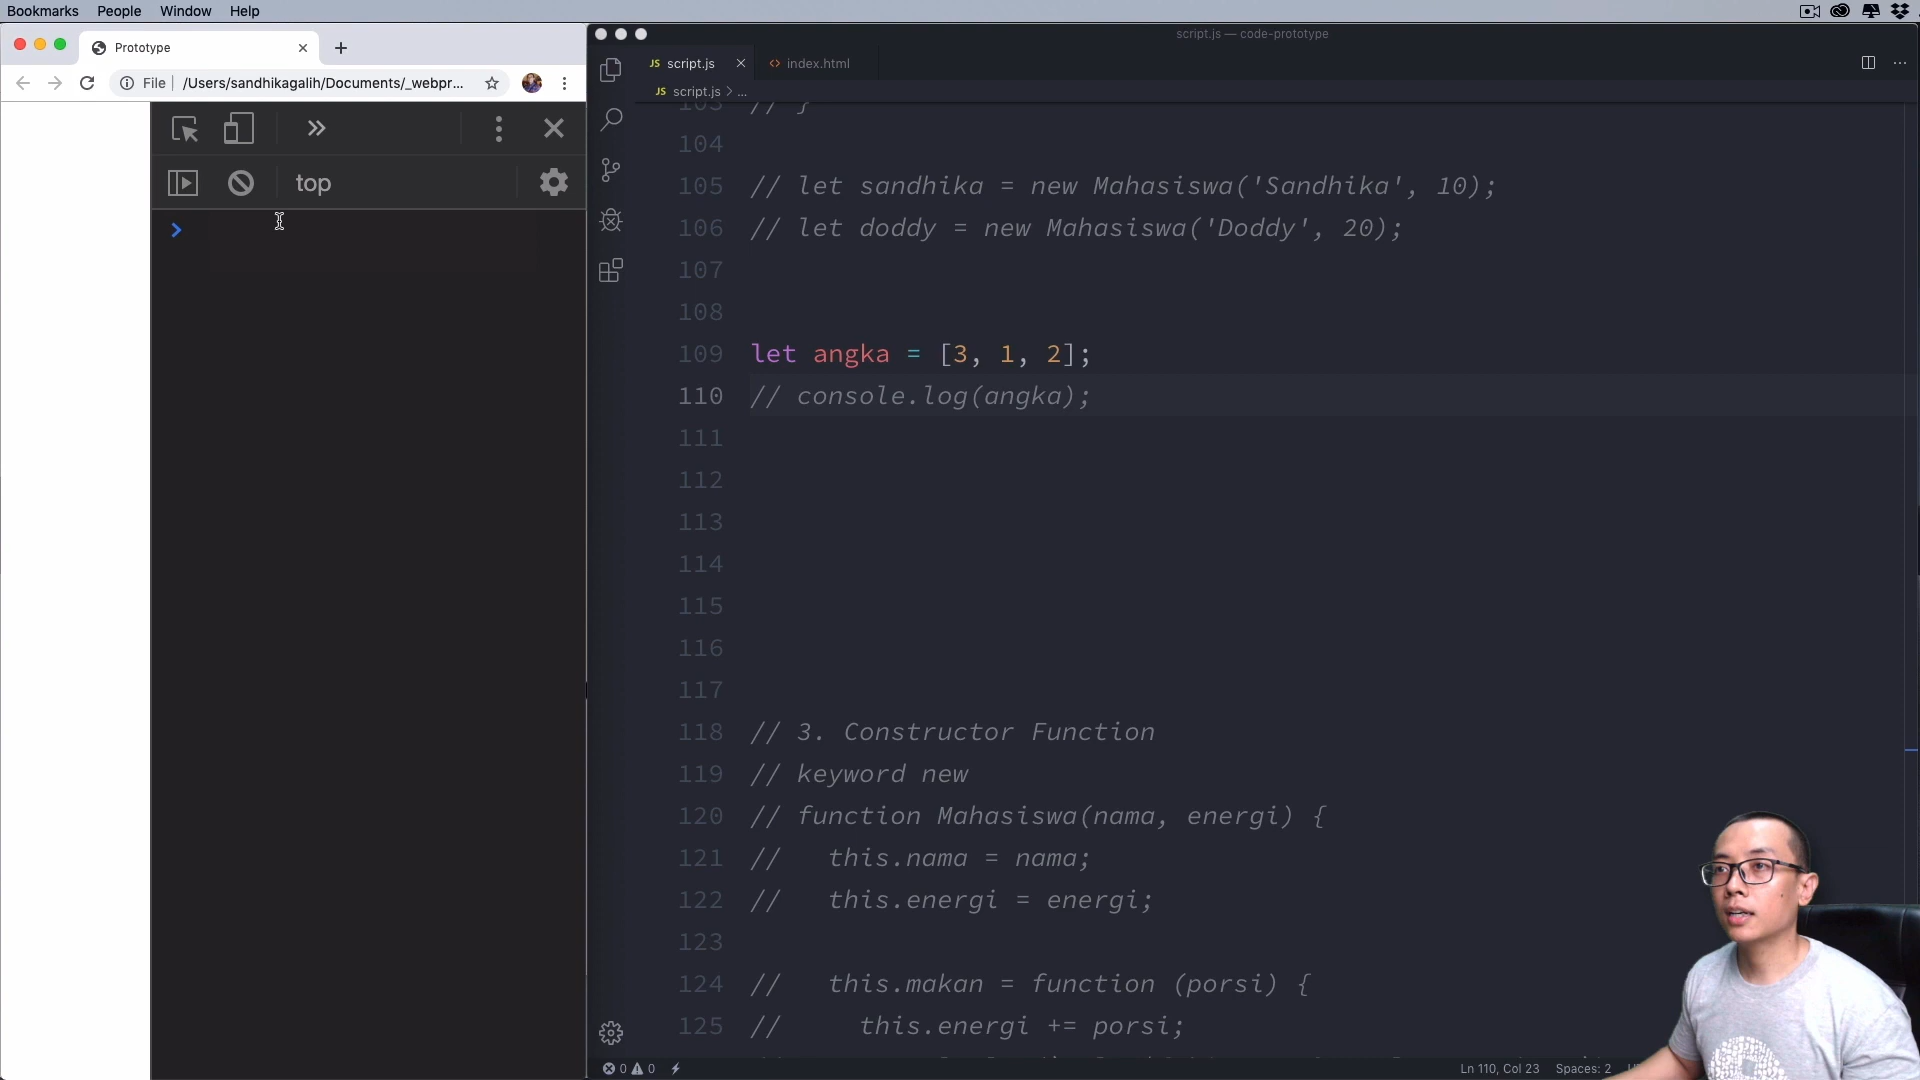 Bookmarks People Window Help
Prototype
File /Users/sandhikagalih/Documents/_webpr...
top
script.js — code-prototype
JS script.js
<> index.html
JS script.js > ...
103 // }
104
105 // let sandhika = new Mahasiswa('Sandhika', 10);
106 // let doddy = new Mahasiswa('Doddy', 20);
107
108
109 let angka = [3, 1, 2];
110 // console.log(angka);
111
112
113
114
115
116
117
118 // 3. Constructor Function
119 // keyword new
120 // function Mahasiswa(nama, energi) {
121 //   this.nama = nama;
122 //   this.energi = energi;
123
124 //   this.makan = function (porsi) {
125 //     this.energi += porsi;
0 0
Ln 110, Col 23 Spaces: 2